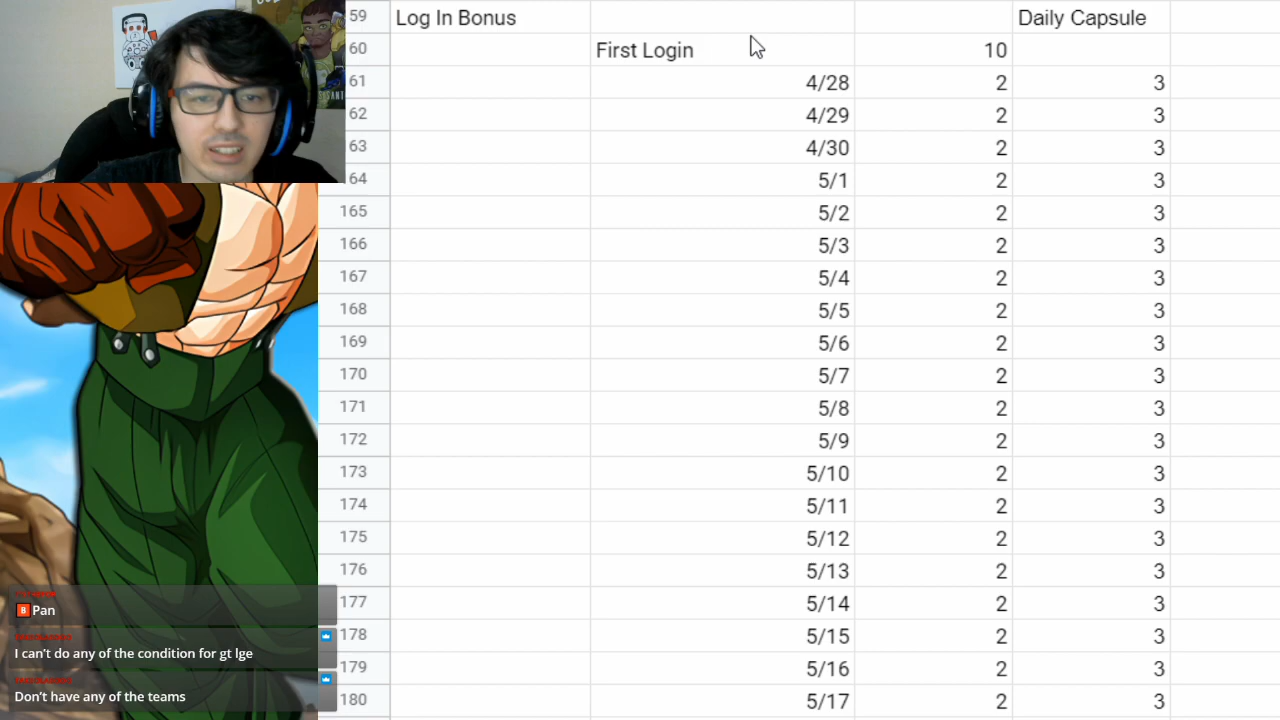 59 Log In Bonus Daily Capsule
60 First Login 10
61 4/28 2 3
62 4/29 2 3
63 4/30 2 3
64 5/1 2 3
165 5/2 2 3
166 5/3 2 3
167 5/4 2 3
168 5/5 2 3
169 5/6 2 3
170 5/7 2 3
171 5/8 2 3
172 5/9 2 3
173 5/10 2 3
174 5/11 2 3
175 5/12 2 3
176 5/13 2 3
177 5/14 2 3
178 5/15 2 3
179 5/16 2 3
180 5/17 2 3
8 Pan
I can't do any of the condition for gt lge
Don't have any of the teams